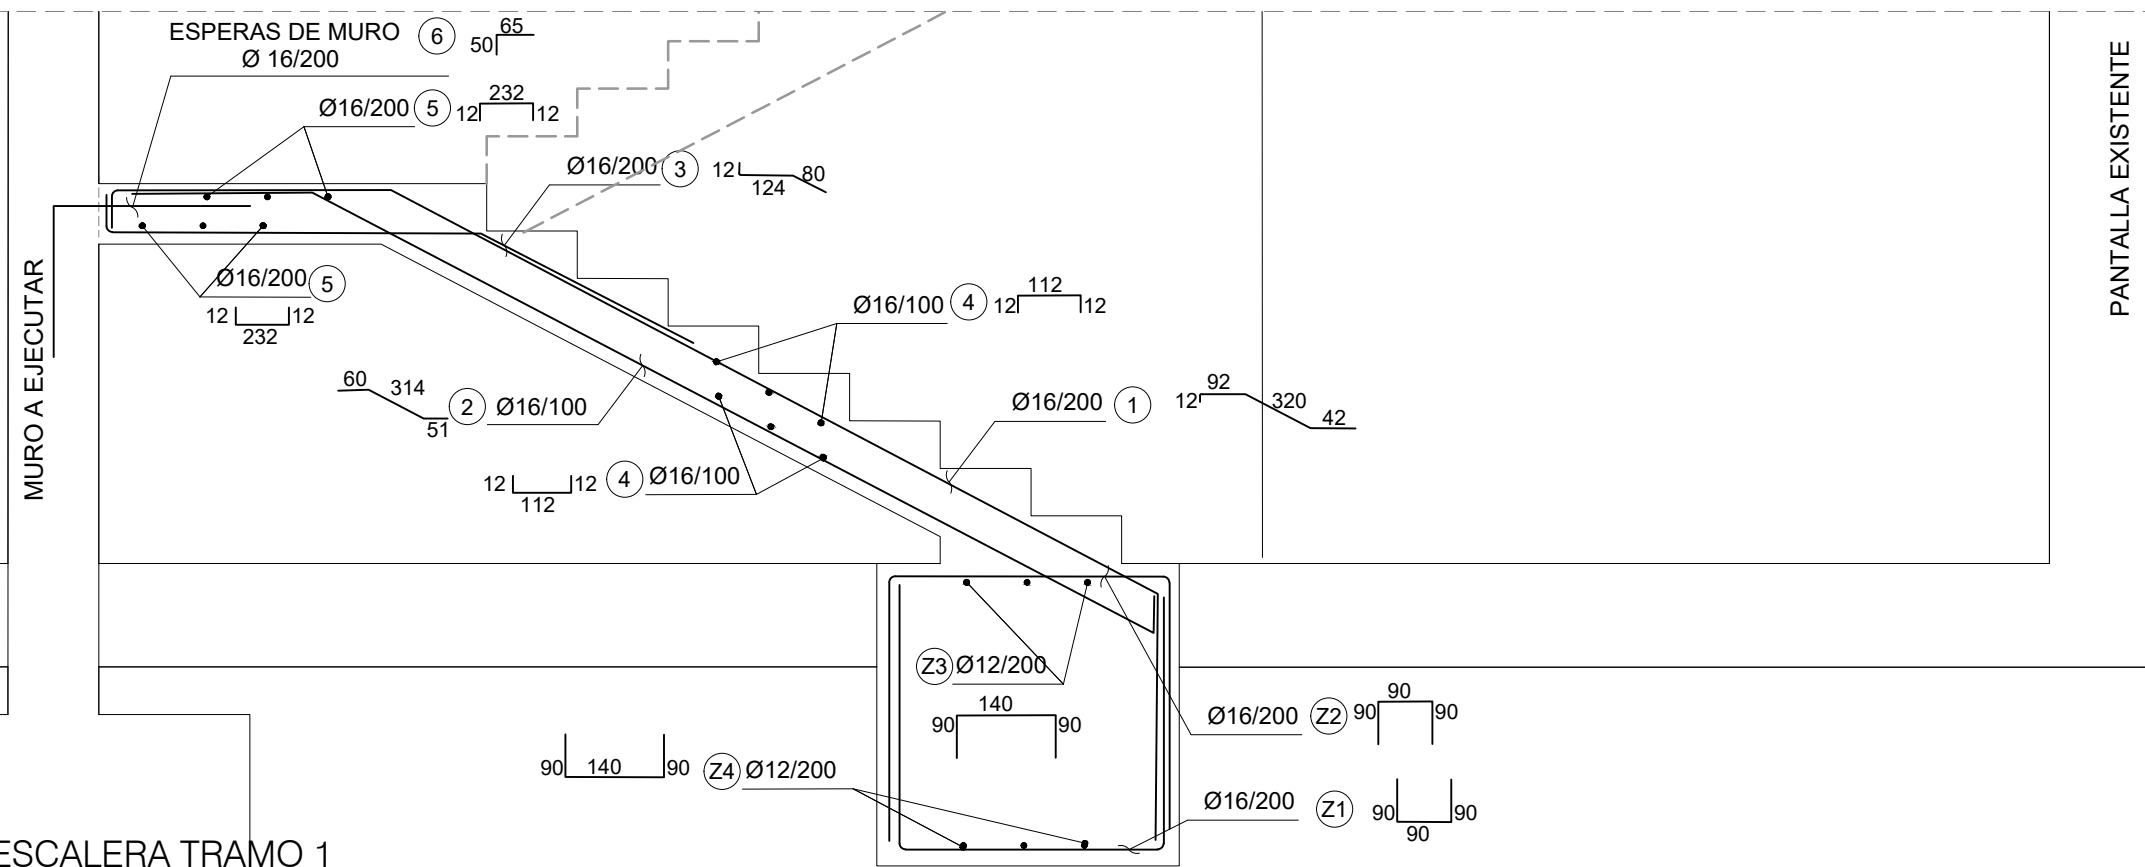 ESPERAS DE MURO 6 65
50
Ø 16/200
Ø16/200 5 12 232 12
Ø16/200 3 12 124 80
MURO A EJECUTAR
PANTALLA EXISTENTE
Ø16/200 5
12 232 12
Ø16/100 4 12 112 12
60 314 51 2 Ø16/100
Ø16/200 1 12 92 320 42
12 112 12 4 Ø16/100
Z3 Ø12/200
90 140 90
Ø16/200 Z2 90 90 90
90 140 90 Z4 Ø12/200
Ø16/200 Z1 90 90 90
ESCALERA TRAMO 1